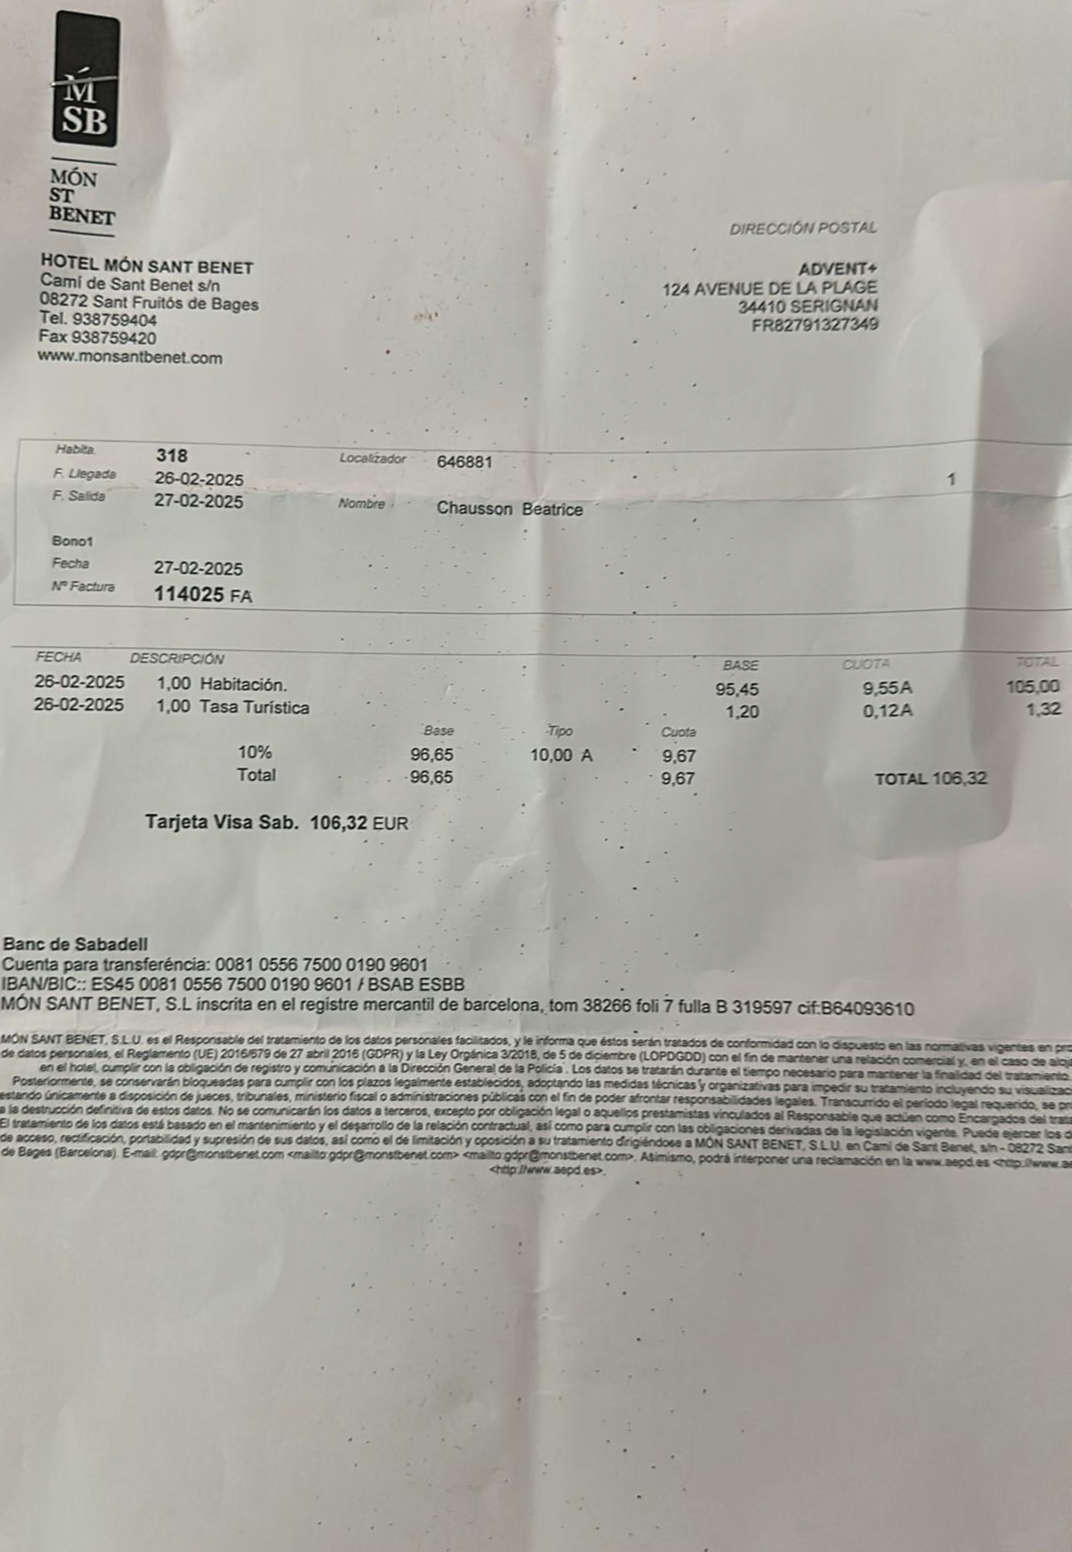 Ḿ
SB
MÓN
ST
BENET
HOTEL MÓN SANT BENET
Camí de Sant Benet s/n
08272 Sant Fruitós de Bages
Tel. 938759404
Fax 938759420
www.monsantbenet.com
DIRECCIÓN POSTAL
ADVENT+
124 AVENUE DE LA PLAGE
34410 SERIGNAN
FR82791327349
Habita. 318 Localizador 646881
F. Llegada 26-02-2025 1
F. Salida 27-02-2025 Nombre Chausson Beatrice
Bono1
Fecha 27-02-2025
Nº Factura 114025 FA
FECHA DESCRIPCIÓN BASE CUOTA TOTAL
26-02-2025 1,00 Habitación. 95,45 9,55A 105,00
26-02-2025 1,00 Tasa Turística 1,20 0,12A 1,32
Base Tipo Cuota
10% 96,65 10,00 A 9,67
Total 96,65 9,67 TOTAL 106,32
Tarjeta Visa Sab. 106,32 EUR
Banc de Sabadell
Cuenta para transferéncia: 0081 0556 7500 0190 9601
IBAN/BIC:: ES45 0081 0556 7500 0190 9601 / BSAB ESBB
MÓN SANT BENET, S.L inscrita en el registre mercantil de barcelona, tom 38266 foli 7 fulla B 319597 cif:B64093610
MÓN SANT BENET, S.L.U. es el Responsable del tratamiento de los datos personales facilitados, y le informa que éstos serán tratados de conformidad con lo dispuesto en las normativas vigentes en
de datos personales, el Reglamento (UE) 2016/679 de 27 abril 2016 (GDPR) y la Ley Orgánica 3/2018, de 5 de diciembre (LOPDGDD) con el fin de mantener una relación comercial y, en el caso de
en el hotel, cumplir con la obligación de registro y comunicación a la Dirección General de la Policía . Los datos se tratarán durante el tiempo necesario para mantener la finalidad del tratamiento.
Posteriormente, se conservarán bloqueadas para cumplir con los plazos legalmente establecidos, adoptando las medidas técnicas y organizativas para impedir su tratamiento incluyendo su
estando únicamente a disposición de jueces, tribunales, ministerio fiscal o administraciones públicas con el fin de poder afrontar responsabilidades legales. Transcurrido el período legal requerido, se
a la destrucción definitiva de estos datos. No se comunicarán los datos a terceros, excepto por obligación legal o aquellos prestamistas vinculados al Responsable que actúen como Encargados del
El tratamiento de los datos está basado en el mantenimiento y el desarrollo de la relación contractual, así como para cumplir con las obligaciones derivadas de la legislación vigente. Puede ejercer los
de acceso, rectificación, portabilidad y supresión de sus datos, así como el de limitación y oposición a su tratamiento dirigiéndose a MÓN SANT BENET, S.L.U. en Camí de Sant Benet, s/n - 08272 Sant
de Bages (Barcelona). E-mail: gdpr@monstbenet.com <mailto:gdpr@monstbenet.com> <mailto:gdpr@monstbenet.com>. Asimismo, podrá interponer una reclamación en la www.aepd.es
<http://www.aepd.es>.